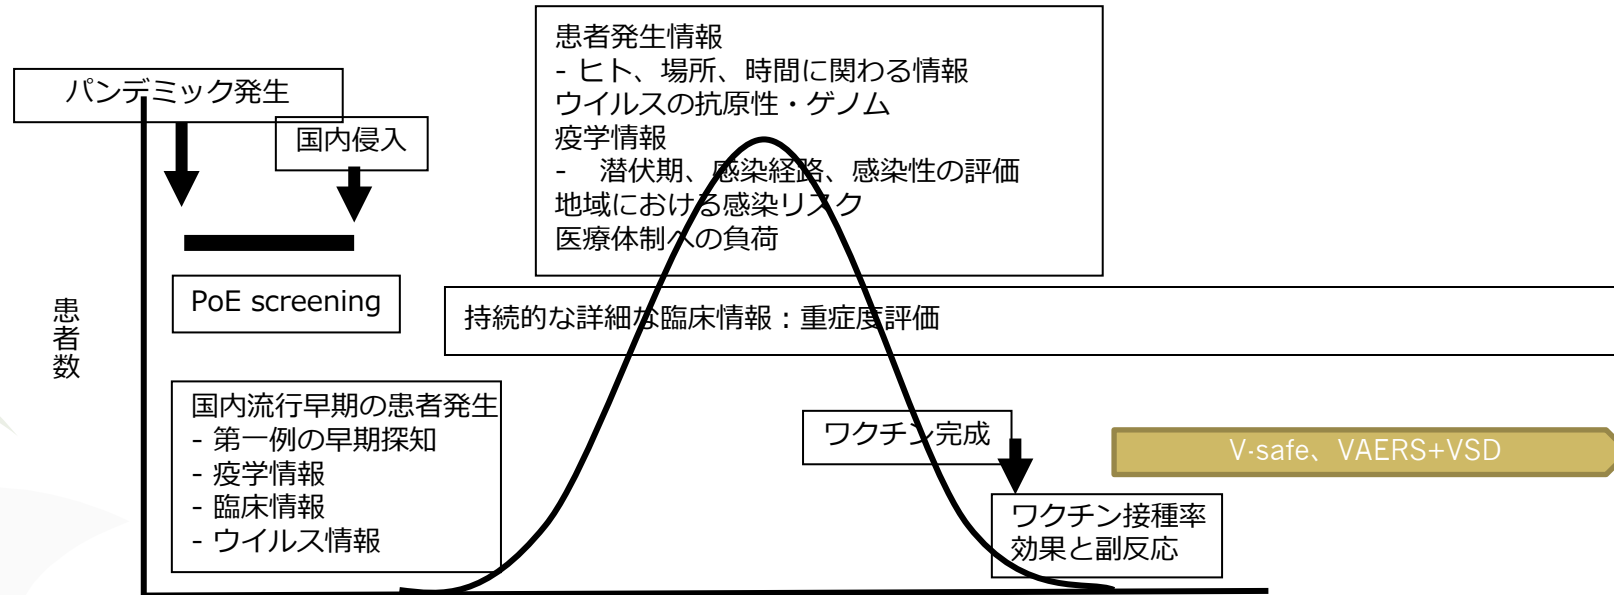 パンデミック発生
国内侵入
PoE screening
患者数
国内流行早期の患者発生
- 第一例の早期探知
- 疫学情報
- 臨床情報
- ウイルス情報
患者発生情報
- ヒト、場所、時間に関わる情報
ウイルスの抗原性・ゲノム
疫学情報
- 潜伏期、感染経路、感染性の評価
地域における感染リスク
医療体制への負荷
持続的な詳細な臨床情報：重症度評価
ワクチン完成
ワクチン接種率
効果と副反応
V-safe、VAERS+VSD